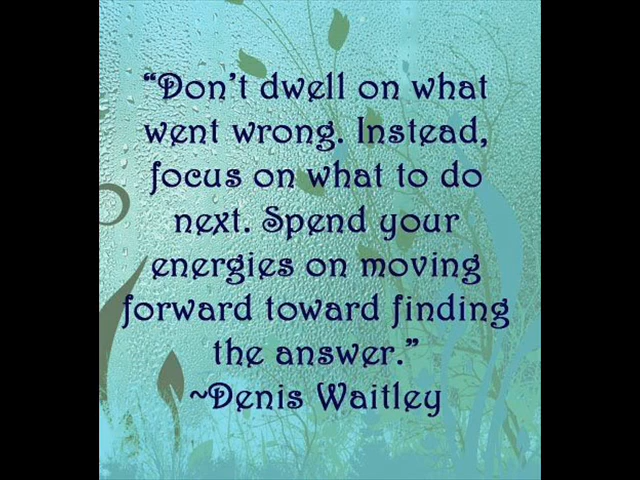 “Don’t dwell on what
went wrong. Instead,
focus on what to do
next. Spend your
energies on moving
forward toward finding
the answer.”
~Denis Waitley